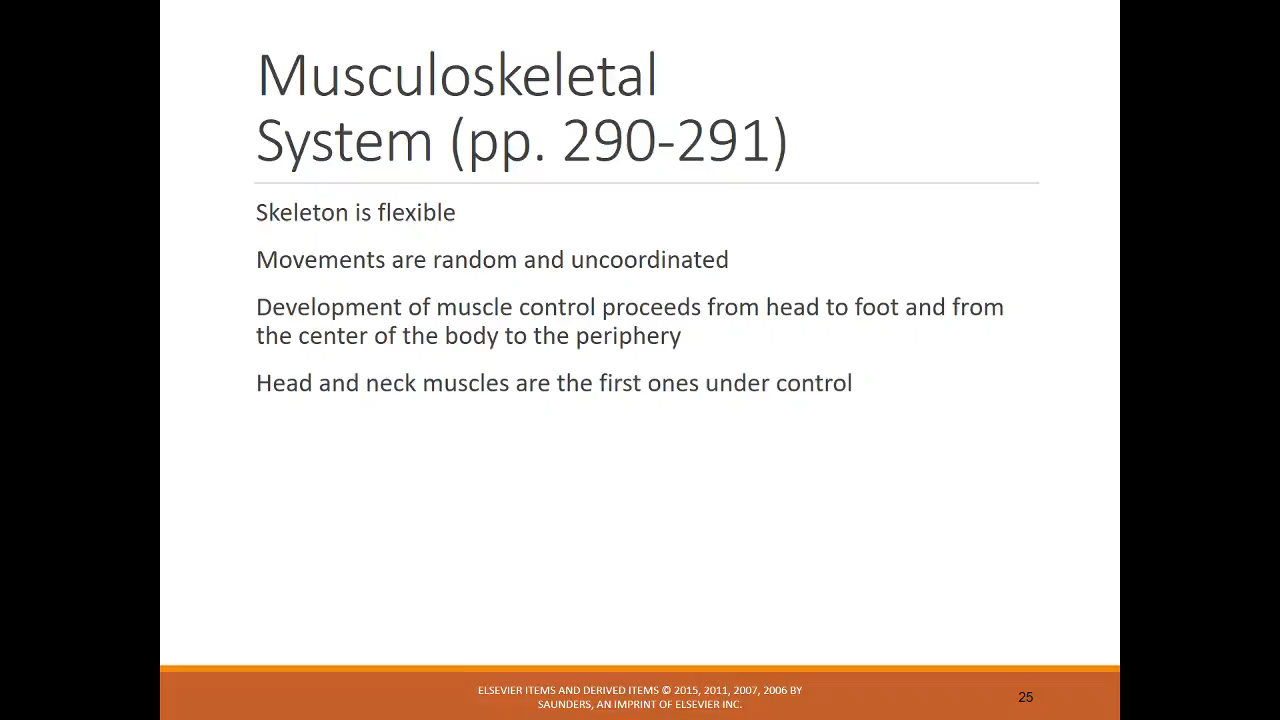 Musculoskeletal
System (pp. 290-291)
Skeleton is flexible
Movements are random and uncoordinated
Development of muscle control proceeds from head to foot and from
the center of the body to the periphery
Head and neck muscles are the first ones under control
ELSEVIER ITEMS AND DERIVED ITEMS © 2015, 2011, 2007, 2006 BY
SAUNDERS, AN IMPRINT OF ELSEVIER INC.
25